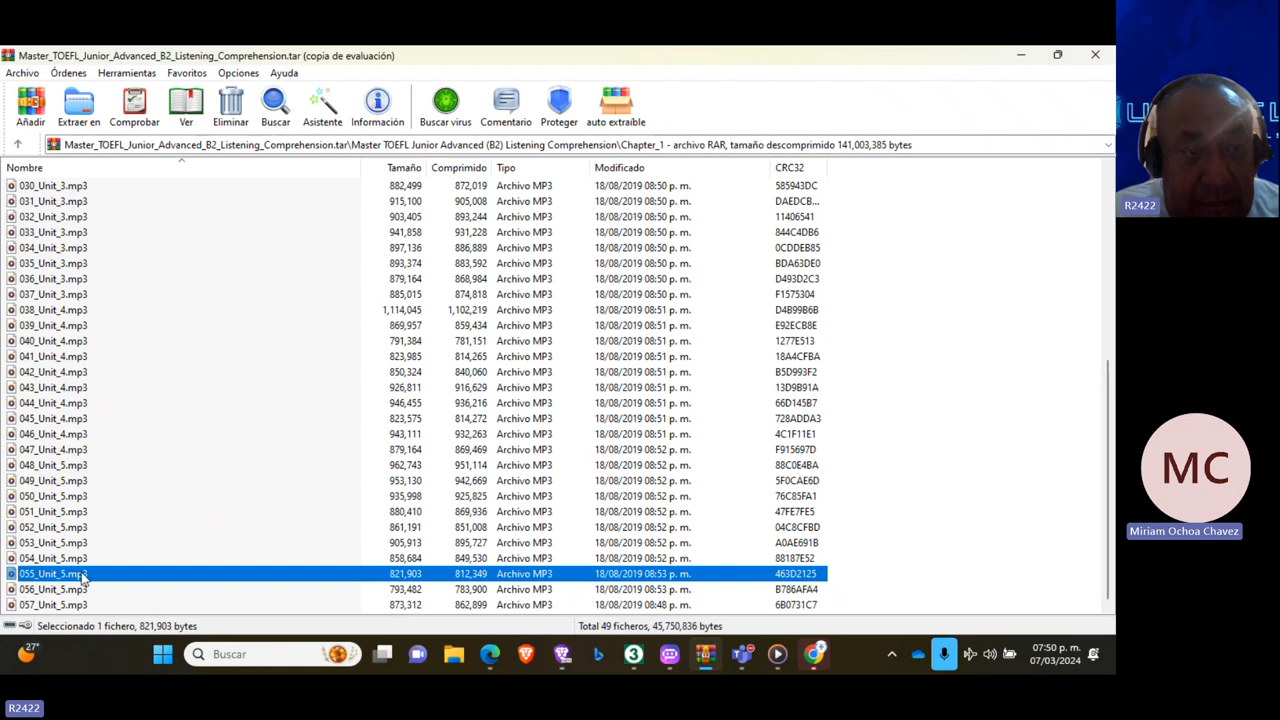 Master_TOEFL_Junior_Advanced_B2_Listening_Comprehension.tar (copia de evaluación)
Archivo Órdenes Herramientas Favoritos Opciones Ayuda
Añadir Extraer en Comprobar Ver Eliminar Buscar Asistente Información Buscar virus Comentario Proteger auto extraíble
Master_TOEFL_Junior_Advanced_B2_Listening_Comprehension.tar\Master TOEFL Junior Advanced (B2) Listening Comprehension\Chapter_1 - archivo RAR, tamaño descomprimido 141,003,385 bytes
Nombre Tamaño Comprimido Tipo Modificado CRC32
030_Unit_3.mp3 882,499 872,019 Archivo MP3 18/08/2019 08:50 p. m. 585943DC
031_Unit_3.mp3 915,100 905,008 Archivo MP3 18/08/2019 08:50 p. m. DAEDCB...
032_Unit_3.mp3 903,405 893,244 Archivo MP3 18/08/2019 08:50 p. m. 11406541
033_Unit_3.mp3 941,858 931,228 Archivo MP3 18/08/2019 08:50 p. m. 844C4DB6
034_Unit_3.mp3 897,136 886,889 Archivo MP3 18/08/2019 08:50 p. m. 0CDDEB85
035_Unit_3.mp3 893,374 883,592 Archivo MP3 18/08/2019 08:50 p. m. BDA63DE0
036_Unit_3.mp3 879,164 868,984 Archivo MP3 18/08/2019 08:50 p. m. D493D2C3
037_Unit_3.mp3 885,015 874,818 Archivo MP3 18/08/2019 08:50 p. m. F1575304
038_Unit_4.mp3 1,114,045 1,102,219 Archivo MP3 18/08/2019 08:51 p. m. D4B99B6B
039_Unit_4.mp3 869,957 859,434 Archivo MP3 18/08/2019 08:51 p. m. E92ECB8E
040_Unit_4.mp3 791,384 781,151 Archivo MP3 18/08/2019 08:51 p. m. 1277E513
041_Unit_4.mp3 823,985 814,265 Archivo MP3 18/08/2019 08:51 p. m. 18A4CFBA
042_Unit_4.mp3 850,324 840,060 Archivo MP3 18/08/2019 08:51 p. m. B5D993F2
043_Unit_4.mp3 926,811 916,629 Archivo MP3 18/08/2019 08:51 p. m. 13D9B91A
044_Unit_4.mp3 946,455 936,216 Archivo MP3 18/08/2019 08:51 p. m. 66D145B7
045_Unit_4.mp3 823,575 814,272 Archivo MP3 18/08/2019 08:51 p. m. 728ADDA3
046_Unit_4.mp3 943,111 932,263 Archivo MP3 18/08/2019 08:51 p. m. 4C1F11E1
047_Unit_4.mp3 879,164 869,469 Archivo MP3 18/08/2019 08:52 p. m. F915697D
048_Unit_5.mp3 962,743 951,114 Archivo MP3 18/08/2019 08:52 p. m. 88C0E4BA
049_Unit_5.mp3 953,130 942,669 Archivo MP3 18/08/2019 08:52 p. m. 5F0CAE6D
050_Unit_5.mp3 935,998 925,825 Archivo MP3 18/08/2019 08:52 p. m. 76C85FA1
051_Unit_5.mp3 880,410 869,936 Archivo MP3 18/08/2019 08:52 p. m. 47FE7FE5
052_Unit_5.mp3 861,191 851,008 Archivo MP3 18/08/2019 08:52 p. m. 04C8CFBD
053_Unit_5.mp3 905,913 895,727 Archivo MP3 18/08/2019 08:52 p. m. A0AE691B
054_Unit_5.mp3 858,684 849,530 Archivo MP3 18/08/2019 08:52 p. m. 88187E52
055_Unit_5.mp3 821,903 812,349 Archivo MP3 18/08/2019 08:53 p. m. 463D2125
056_Unit_5.mp3 793,482 783,900 Archivo MP3 18/08/2019 08:53 p. m. B786AFA4
057_Unit_5.mp3 873,312 862,899 Archivo MP3 18/08/2019 08:48 p. m. 6B0731C7
Seleccionado 1 fichero, 821,903 bytes Total 49 ficheros, 45,750,836 bytes
27° Buscar 07:50 p. m.
07/03/2024
R2422
MC
Miriam Ochoa Chavez
R2422